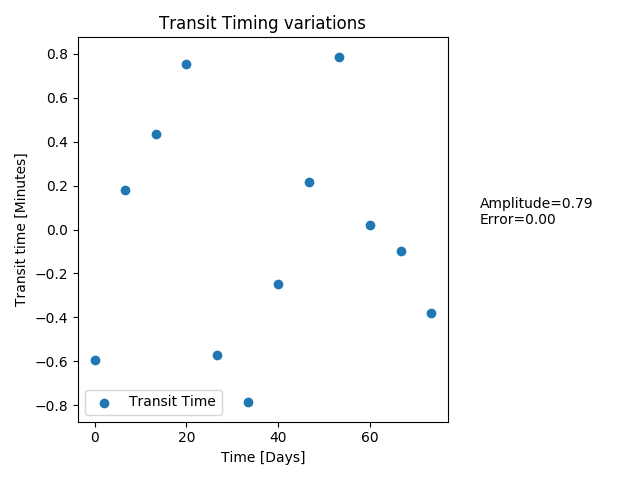 Transit Timing variations
0.8
0.6
0.4
0.2
0.0
−0.2
−0.4
−0.6
−0.8
Transit time [Minutes]
Amplitude=0.79
Error=0.00
Transit Time
0
20
40
60
Time [Days]